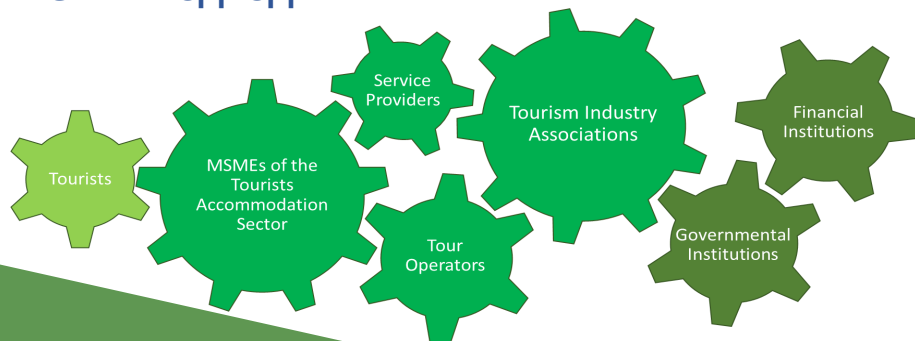 Tourists
MSMEs of the
Tourists
Accommodation
Sector
Service
Providers
Tour
Operators
Tourism Industry
Associations
Governmental
Institutions
Financial
Institutions